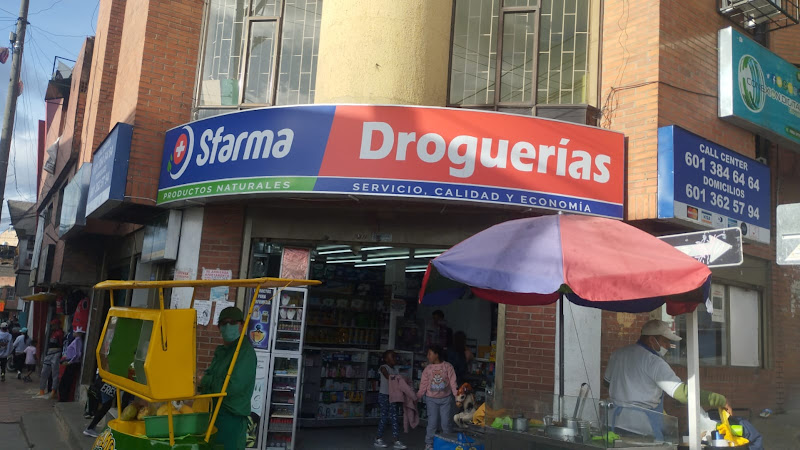 Sfarma
PRODUCTOS NATURALES
Droguerías
SERVICIO, CALIDAD Y ECONOMÍA
CALL CENTER
601 384 64 64
DOMICILIOS
601 362 57 94